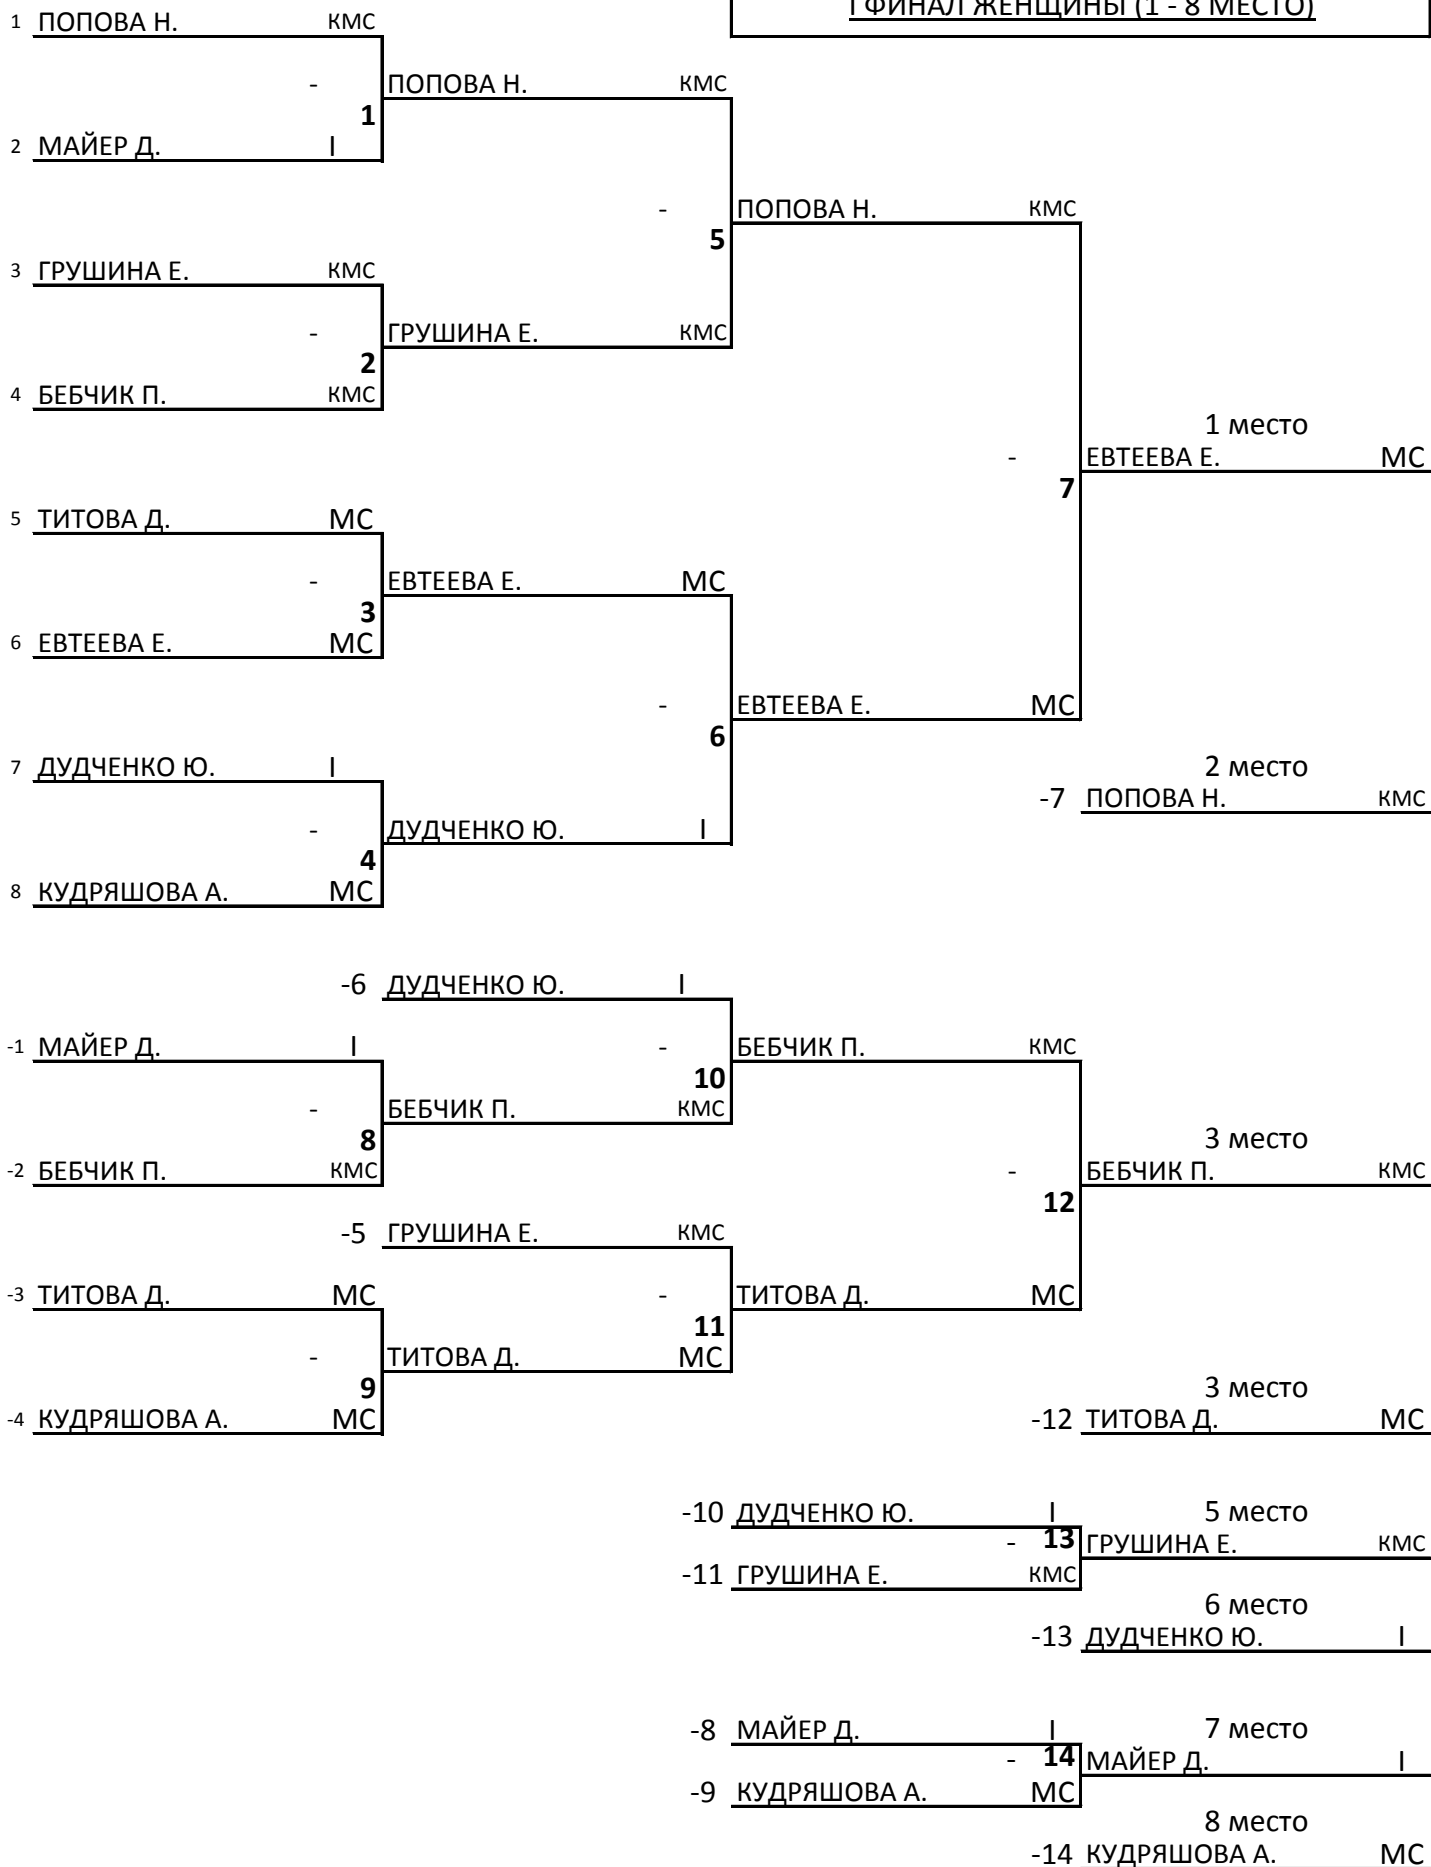 I ФИНАЛ ЖЕНЩИНЫ (1 - 8 МЕСТО)
1 ПОПОВА Н. КМС
- ПОПОВА Н. КМС
1
2 МАЙЕР Д. I
- ПОПОВА Н. КМС
5
3 ГРУШИНА Е. КМС
- ГРУШИНА Е. КМС
2
4 БЕБЧИК П. КМС
1 место
- ЕВТЕЕВА Е. МС
7
5 ТИТОВА Д. МС
- ЕВТЕЕВА Е. МС
3
6 ЕВТЕЕВА Е. МС
- ЕВТЕЕВА Е. МС
6
7 ДУДЧЕНКО Ю. I
2 место
-7 ПОПОВА Н. КМС
- ДУДЧЕНКО Ю. I
4
8 КУДРЯШОВА А. МС
-6 ДУДЧЕНКО Ю. I
-1 МАЙЕР Д. I
- БЕБЧИК П. КМС
10
- БЕБЧИК П. КМС
8
3 место
-2 БЕБЧИК П. КМС
- БЕБЧИК П. КМС
12
-5 ГРУШИНА Е. КМС
-3 ТИТОВА Д. МС
- ТИТОВА Д. МС
11
- ТИТОВА Д. МС
9
3 место
-4 КУДРЯШОВА А. МС
-12 ТИТОВА Д. МС
-10 ДУДЧЕНКО Ю. I
5 место
- 13 ГРУШИНА Е. КМС
-11 ГРУШИНА Е. КМС
6 место
-13 ДУДЧЕНКО Ю. I
-8 МАЙЕР Д. I
7 место
- 14 МАЙЕР Д. I
-9 КУДРЯШОВА А. МС
8 место
-14 КУДРЯШОВА А. МС